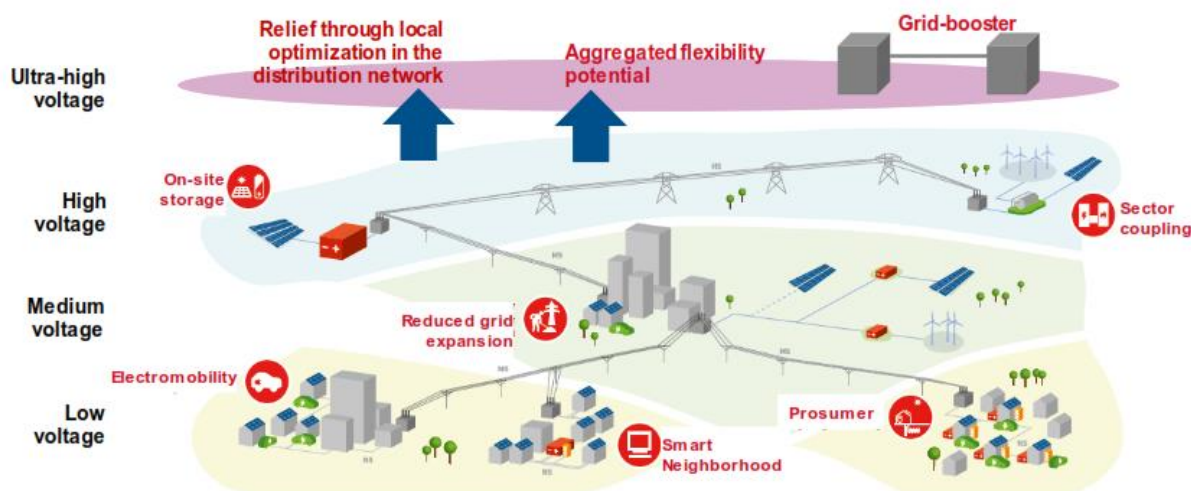 Relief through local
optimization in the
distribution network
Aggregated flexibility
potential
Grid-booster
Ultra-high
voltage
On-site
storage
High
voltage
Sector
coupling
Medium
voltage
Reduced grid
expansion
Electromobility
Low
voltage
Smart
Neighborhood
Prosumer